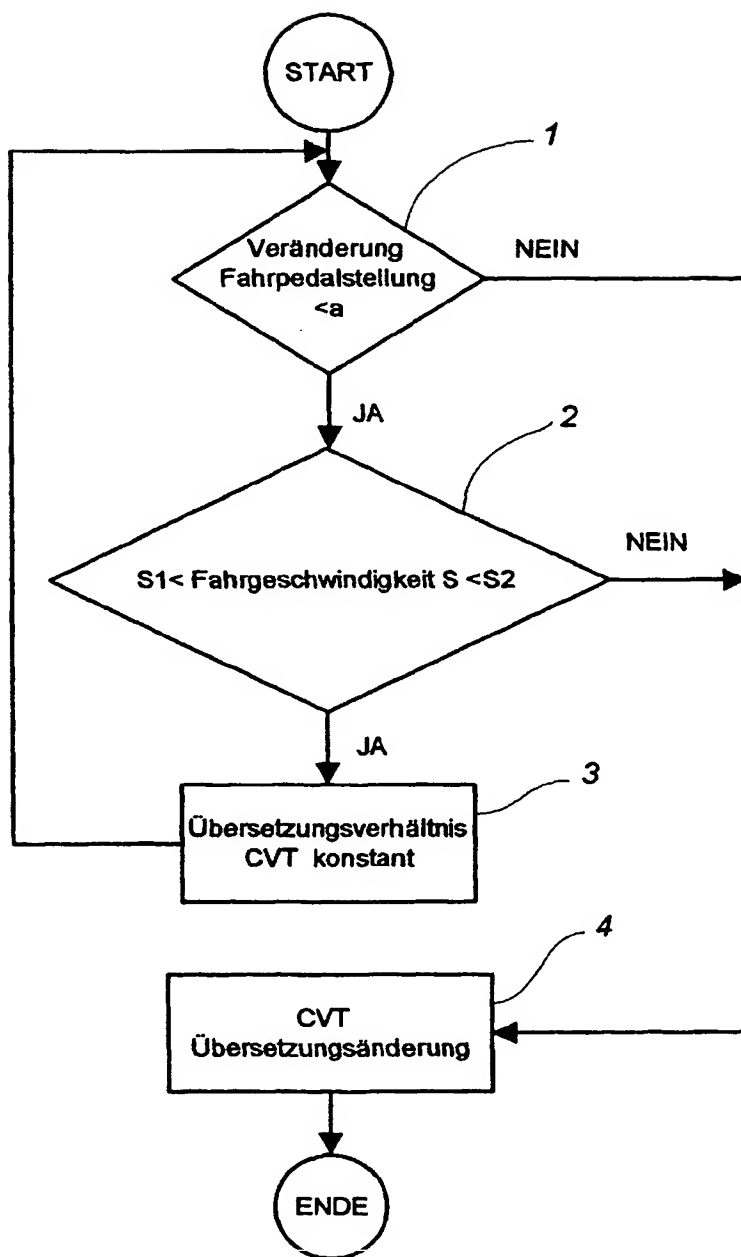 START
1
Veränderung
Fahrpedalstellung
<a
NEIN
JA
2
S1< Fahrgeschwindigkeit S <S2
NEIN
JA
3
Übersetzungsverhältnis
CVT konstant
4
CVT
Übersetzungsänderung
ENDE